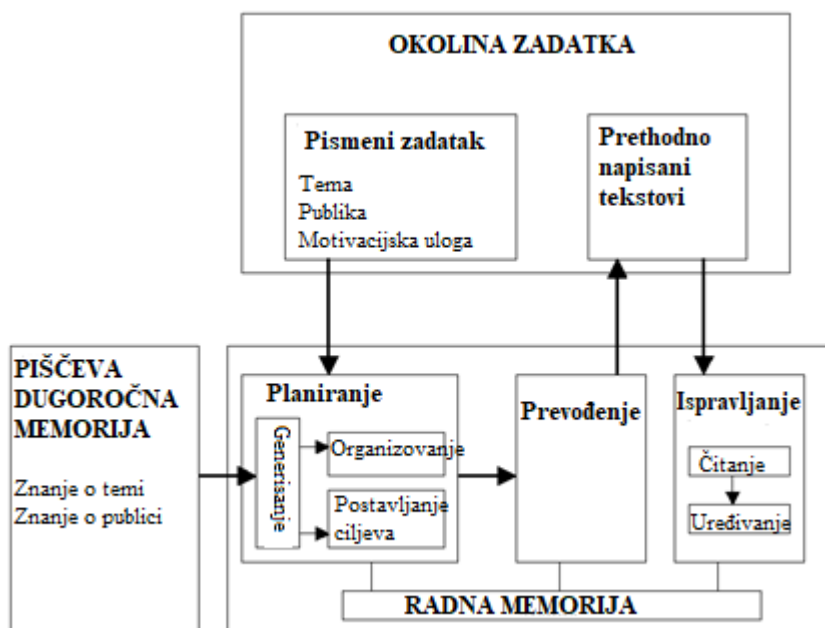 OKOLINA ZADATKA
Pismeni zadatak
Tema
Publika
Motivacijska uloga
Prethodno
napisani
tekstovi
PIŠČEVA
DUGOROČNA
MEMORIJA
Znanje o temi
Znanje o publici
Planiranje
Generisanje
Organizovanje
Postavljanje
ciljeva
Prevođenje
Ispravljanje
Čitanje
Uređivanje
RADNA MEMORIJA